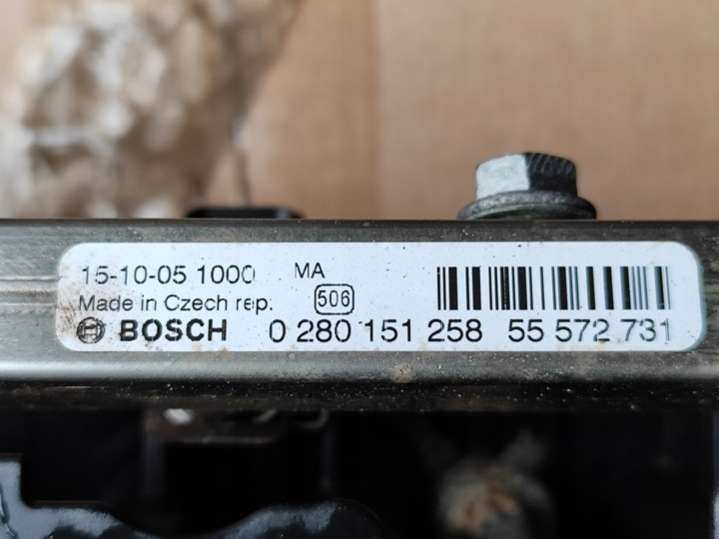 15-10-05 1000 MA
Made in Czech rep. 506
BOSCH 0 280 151 258 55 572 731